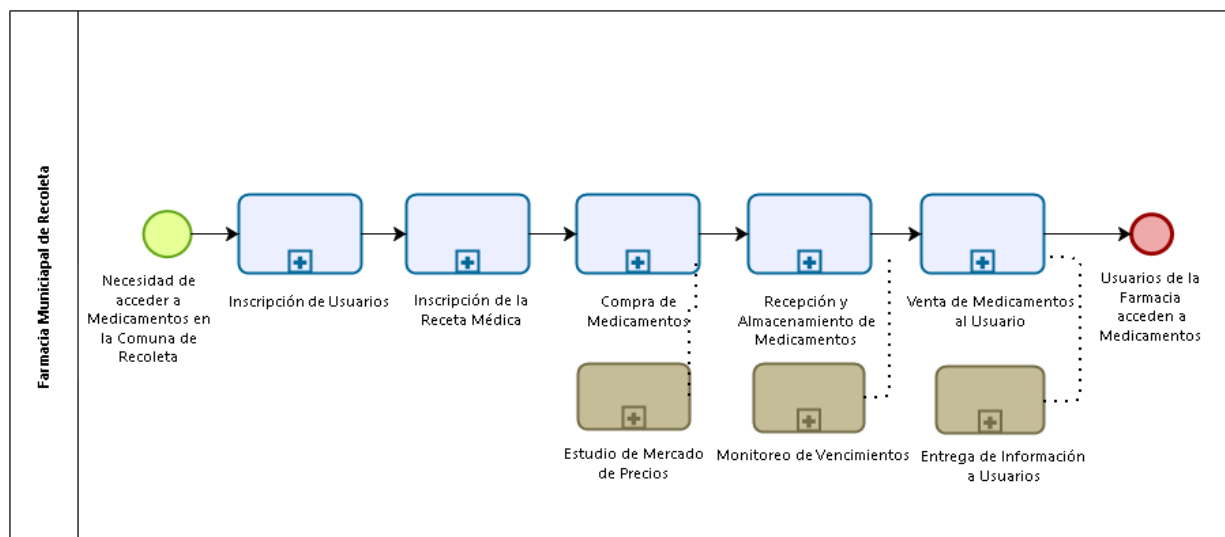 Farmacia Municiapal de Recoleta
Necesidad de
acceder a
Medicamentos en
la Comuna de
Recoleta
Inscripción de Usuarios
Inscripción de la
Receta Médica
Compra de
Medicamentos
Recepción y
Almacenamiento de
Medicamentos
Venta de Medicamentos
al Usuario
Usuarios de la
Farmacia
acceden a
Medicamentos
Estudio de Mercado
de Precios
Monitoreo de Vencimientos
Entrega de Información
a Usuarios